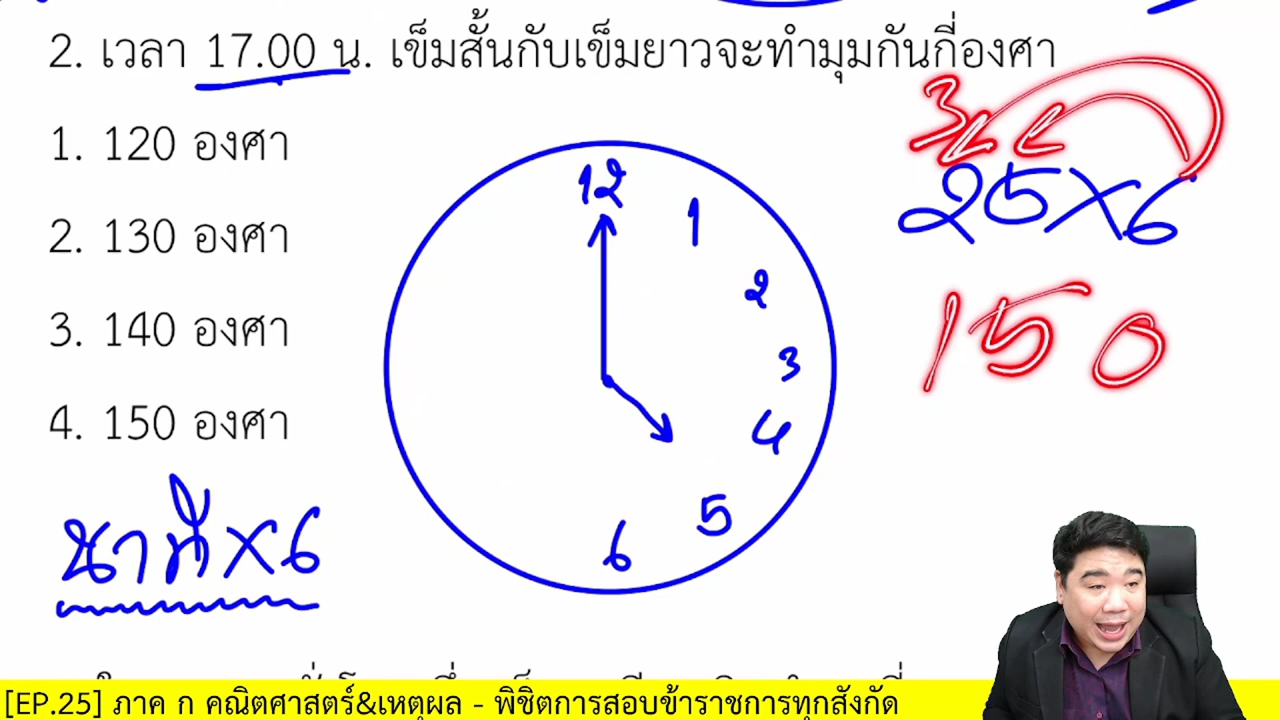 2. เวลา 17.00 น. เข็มสั้นกับเข็มยาวจะทำมุมกันกี่องศา
1. 120 องศา
2. 130 องศา
3. 140 องศา
4. 150 องศา
นาที×6
12
1
2
3
4
5
6
3
25×6
150
[EP.25] ภาค ก คณิตศาสตร์&เหตุผล - พิชิตการสอบข้าราชการทุกสังกัด